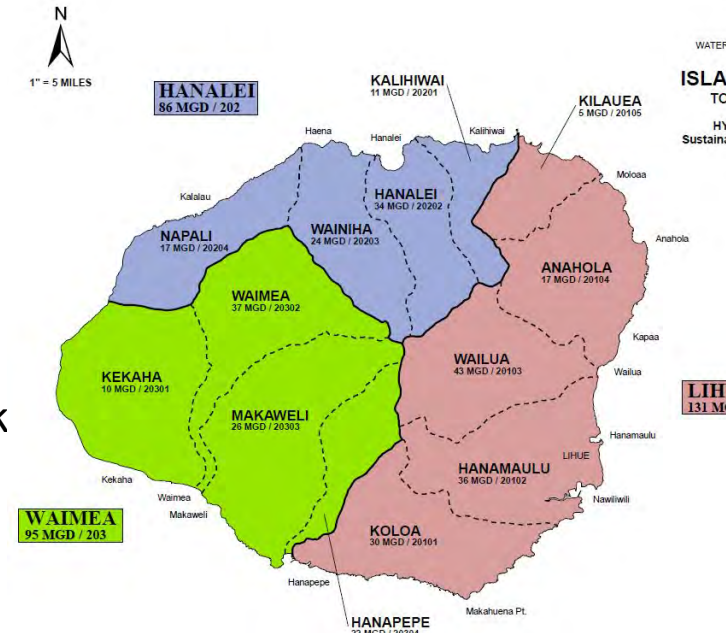 N
1" = 5 MILES
HANALEI
86 MGD / 202
KALIHIWAI
11 MGD / 20201
KILAUEA
5 MGD / 20105
Haena
Hanalei
Kalihiwai
Moloaa
Kalalau
HANALEI
34 MGD / 20202
NAPALI
17 MGD / 20204
WAINIHA
24 MGD / 20203
Anahola
ANAHOLA
17 MGD / 20104
WAIMEA
37 MGD / 20302
Kapaa
WAILUA
43 MGD / 20103
Wailua
KEKAHA
10 MGD / 20301
MAKAWELI
26 MGD / 20303
LIH
131 M
Hanamaulu
LIHUE
HANAMAULU
36 MGD / 20102
Kekaha
Waimea
Makaweli
Nawiliwili
WAIMEA
95 MGD / 203
KOLOA
30 MGD / 20101
Hanapepe
Makahuena Pt.
HANAPEPE
WATER
ISLA
TO
HY
Sustaina
K